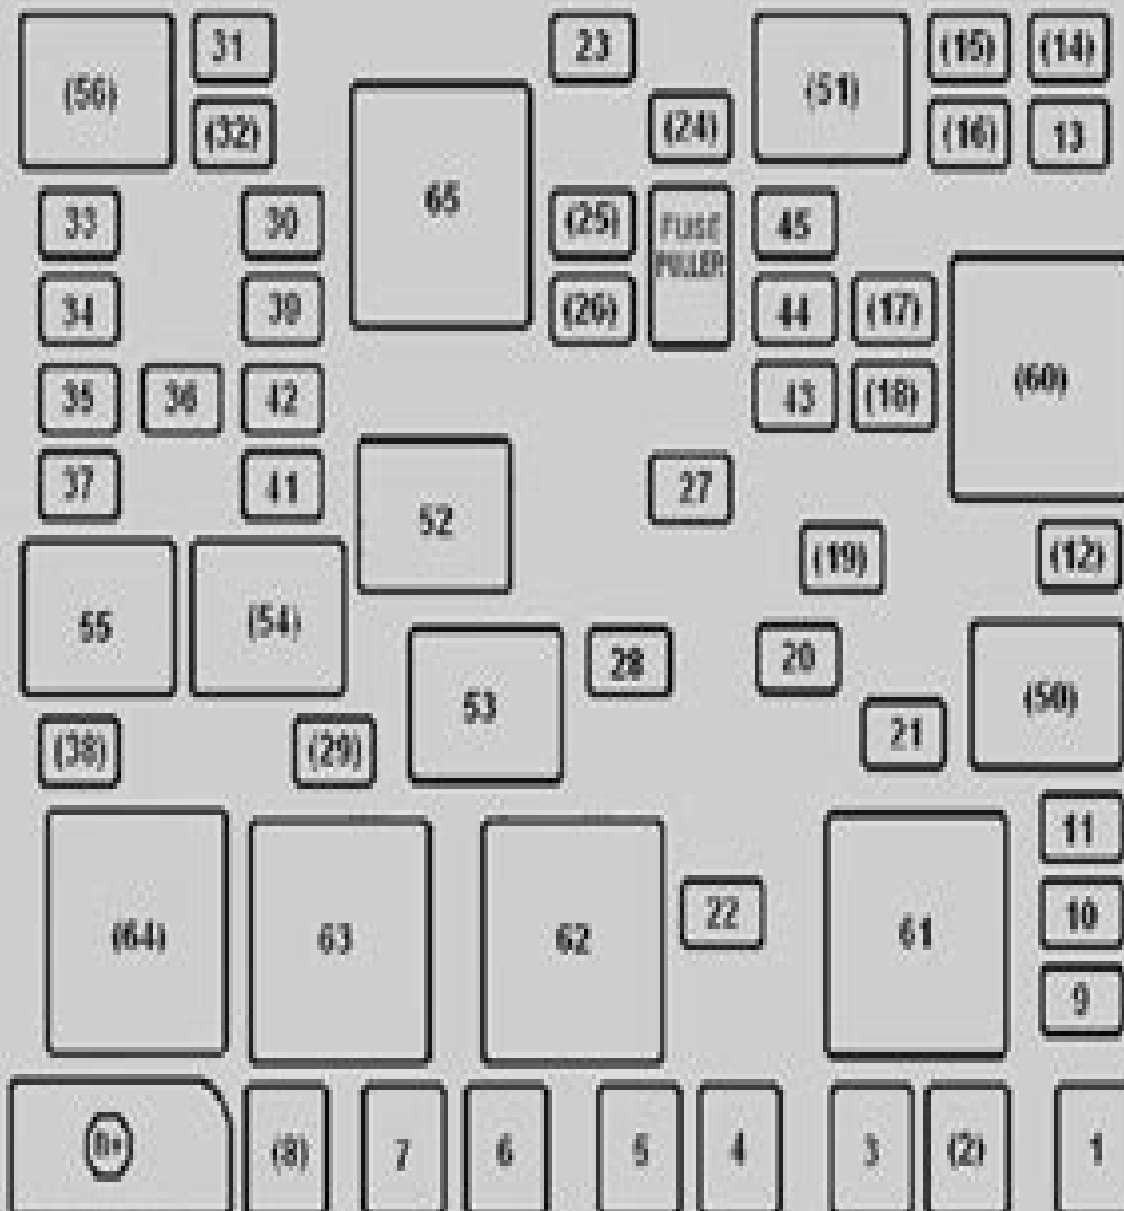 (56) 31 23 (51) (15) (14)
(32) (24) (16) 13
65
33 30 (25) FUSE 45
PULLER
34 39 (26) 44 (17)
(60)
35 36 42 43 (18)
37 41 27
52
(19) (12)
55 (54) 28 20
53 (50)
(38) (29) 21
11
(64) 63 62 22 61 10
9
B+ (8) 7 6 5 4 3 (2) 1